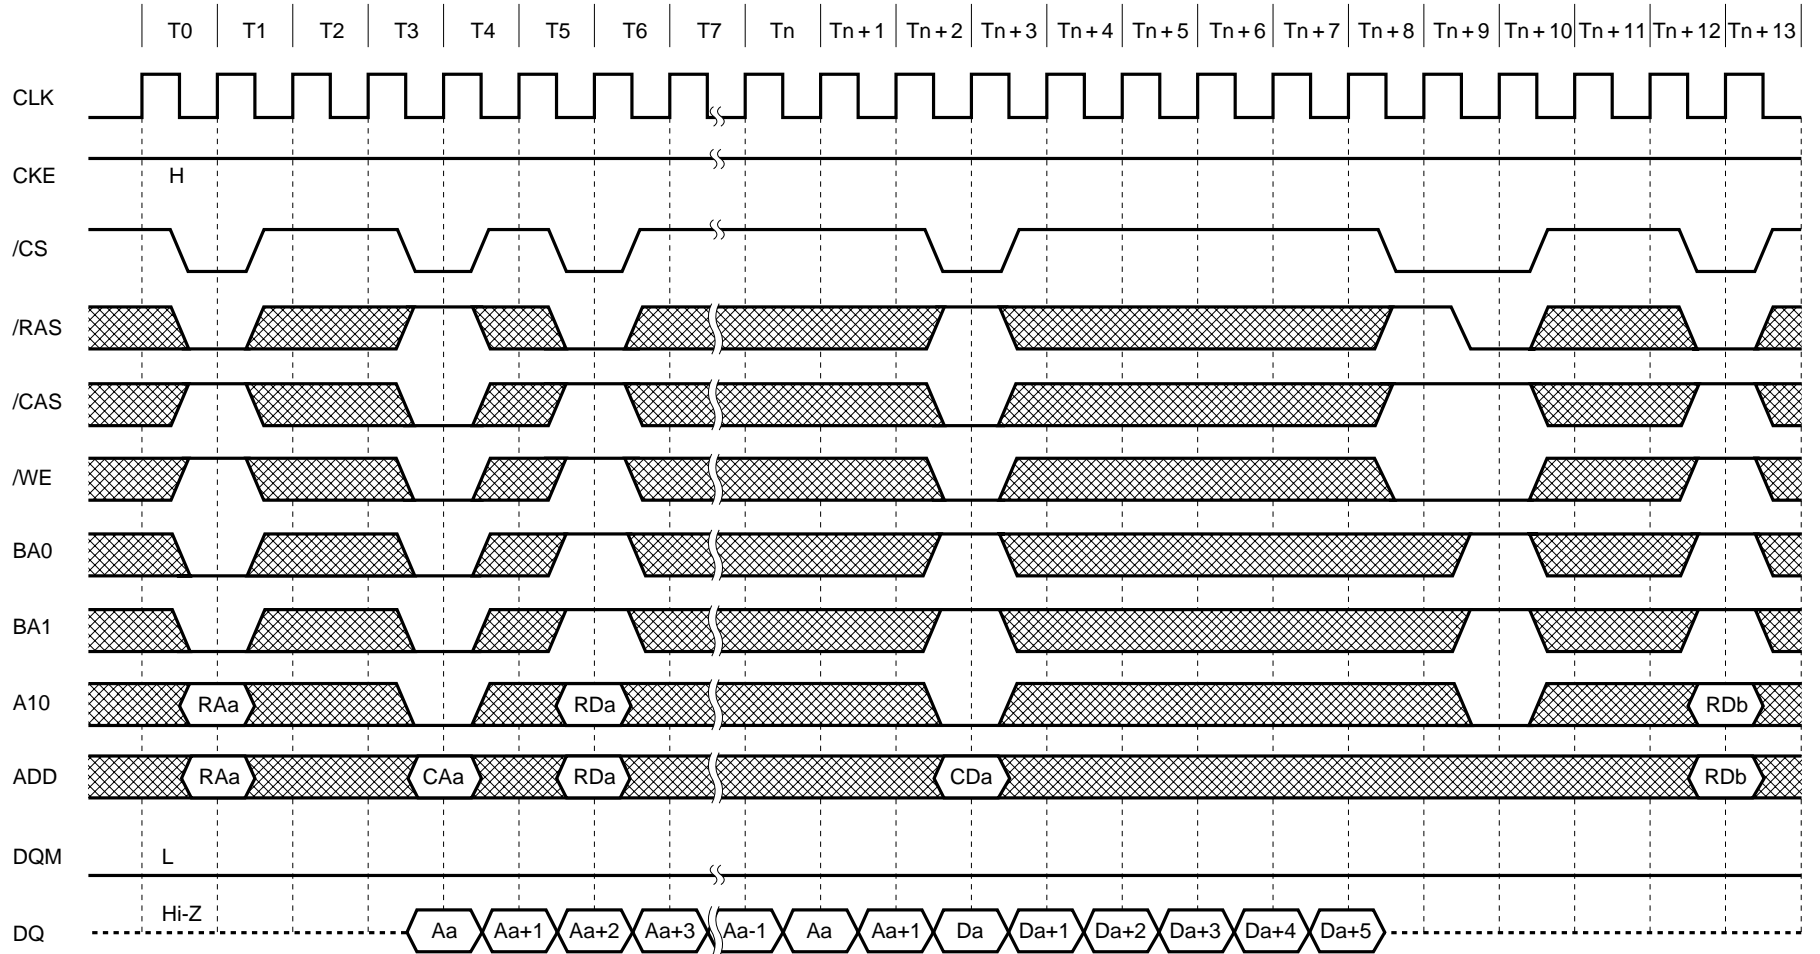 T0 T1 T2 T3 T4 T5 T6 T7 Tn Tn + 1 Tn + 2 Tn + 3 Tn + 4 Tn + 5 Tn + 6 Tn + 7 Tn + 8 Tn + 9 Tn + 10 Tn + 11 Tn + 12 Tn + 13
CLK
CKE H
/CS
/RAS
/CAS
/WE
BA0
BA1
A10 RAa RDa RDb
ADD RAa CAa RDa CDa RDb
DQM L
Hi-Z
DQ Aa Aa+1 Aa+2 Aa+3 Aa-1 Aa Aa+1 Da Da+1 Da+2 Da+3 Da+4 Da+5